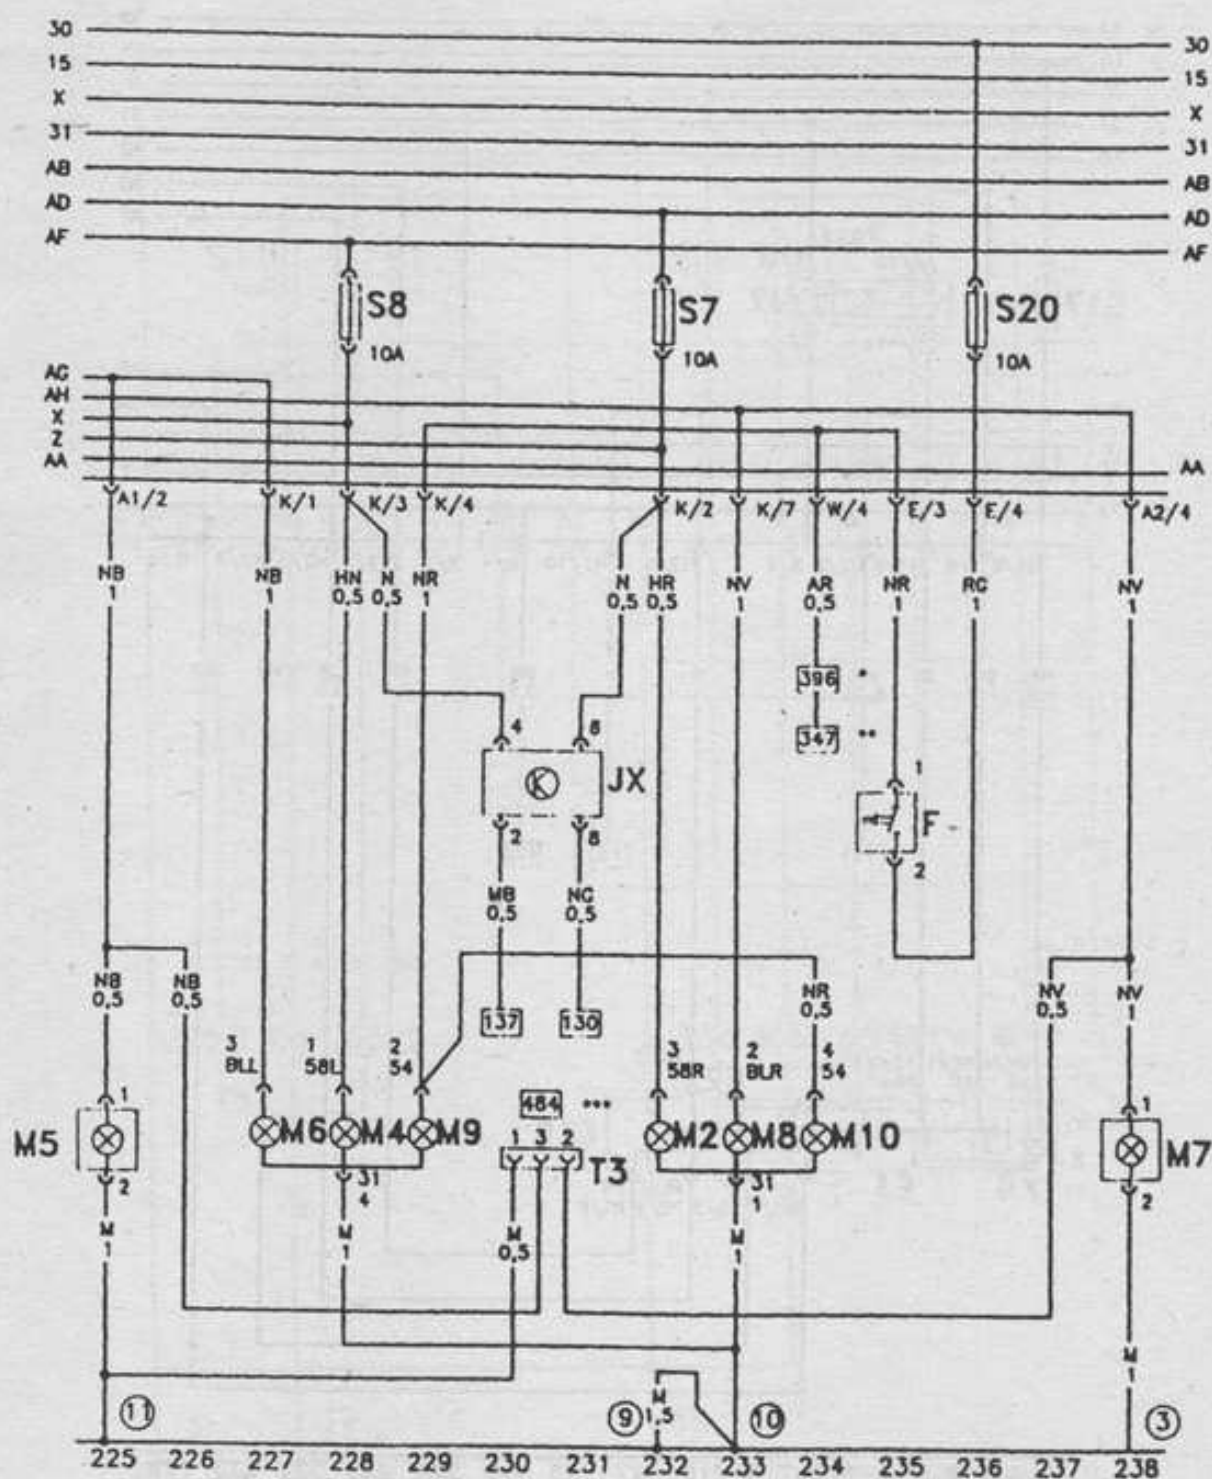 30 30
15 15
X X
31 31
AB AB
AD AD
AF AF
S8 S7 S20
10A 10A 10A
AG
AH
X
Z
AA AA
A1/2 K/1 K/3 K/4 K/2 K/7 W/4 E/3 E/4 A2/4
NB NB HN N NR N HR NV AR NR RG NV
1 1 0,5 0,5 1 0,5 0,5 1 0,5 1 1 1
396 *
347 **
4 6
K JX
2 8
1
F
2
MB NG
0,5 0,5
NB NB NR NV NV
0,5 0,5 0,5 0,5 1
137 130
3 1 2 3 2 4
BLL 58L 54 58R BLR 54
484 ***
1 1
M5 M6 M4 M9 1 3 2 T3 M2 M8 M10 M7
2 31 31 2
4 1
M M M M
1 1 0,5 1
M
1
M
1,5
11 9 10 3
225 226 227 228 229 230 231 232 233 234 235 236 237 238